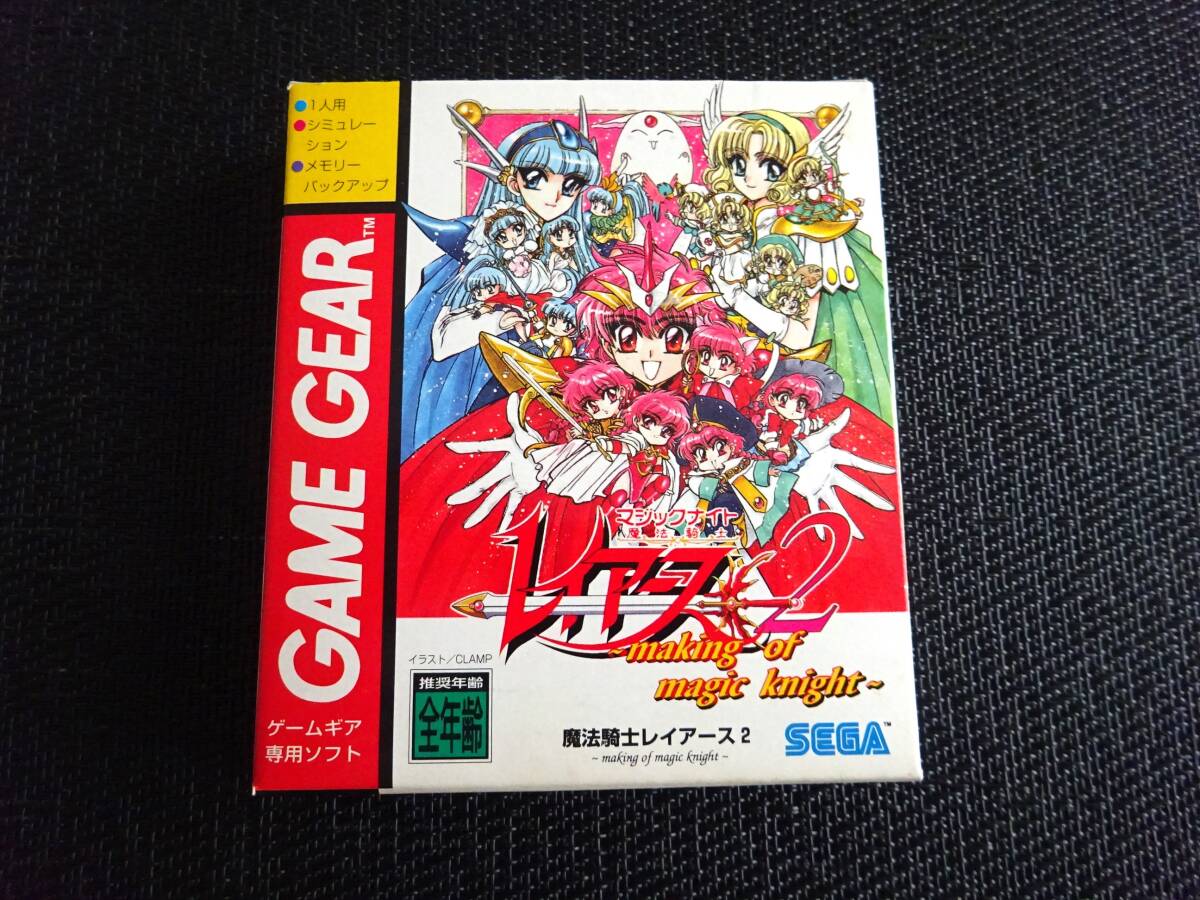 ●1人用
●シミュレー
ション
●メモリー
バックアップ
GAME GEAR™
ゲームギア
専用ソフト
マジックナイト
魔法騎士
レイアース2
~making of
magic knight~
イラスト/CLAMP
推奨年齢
全年齢
魔法騎士レイアース2
~ making of magic knight ~
SEGA™